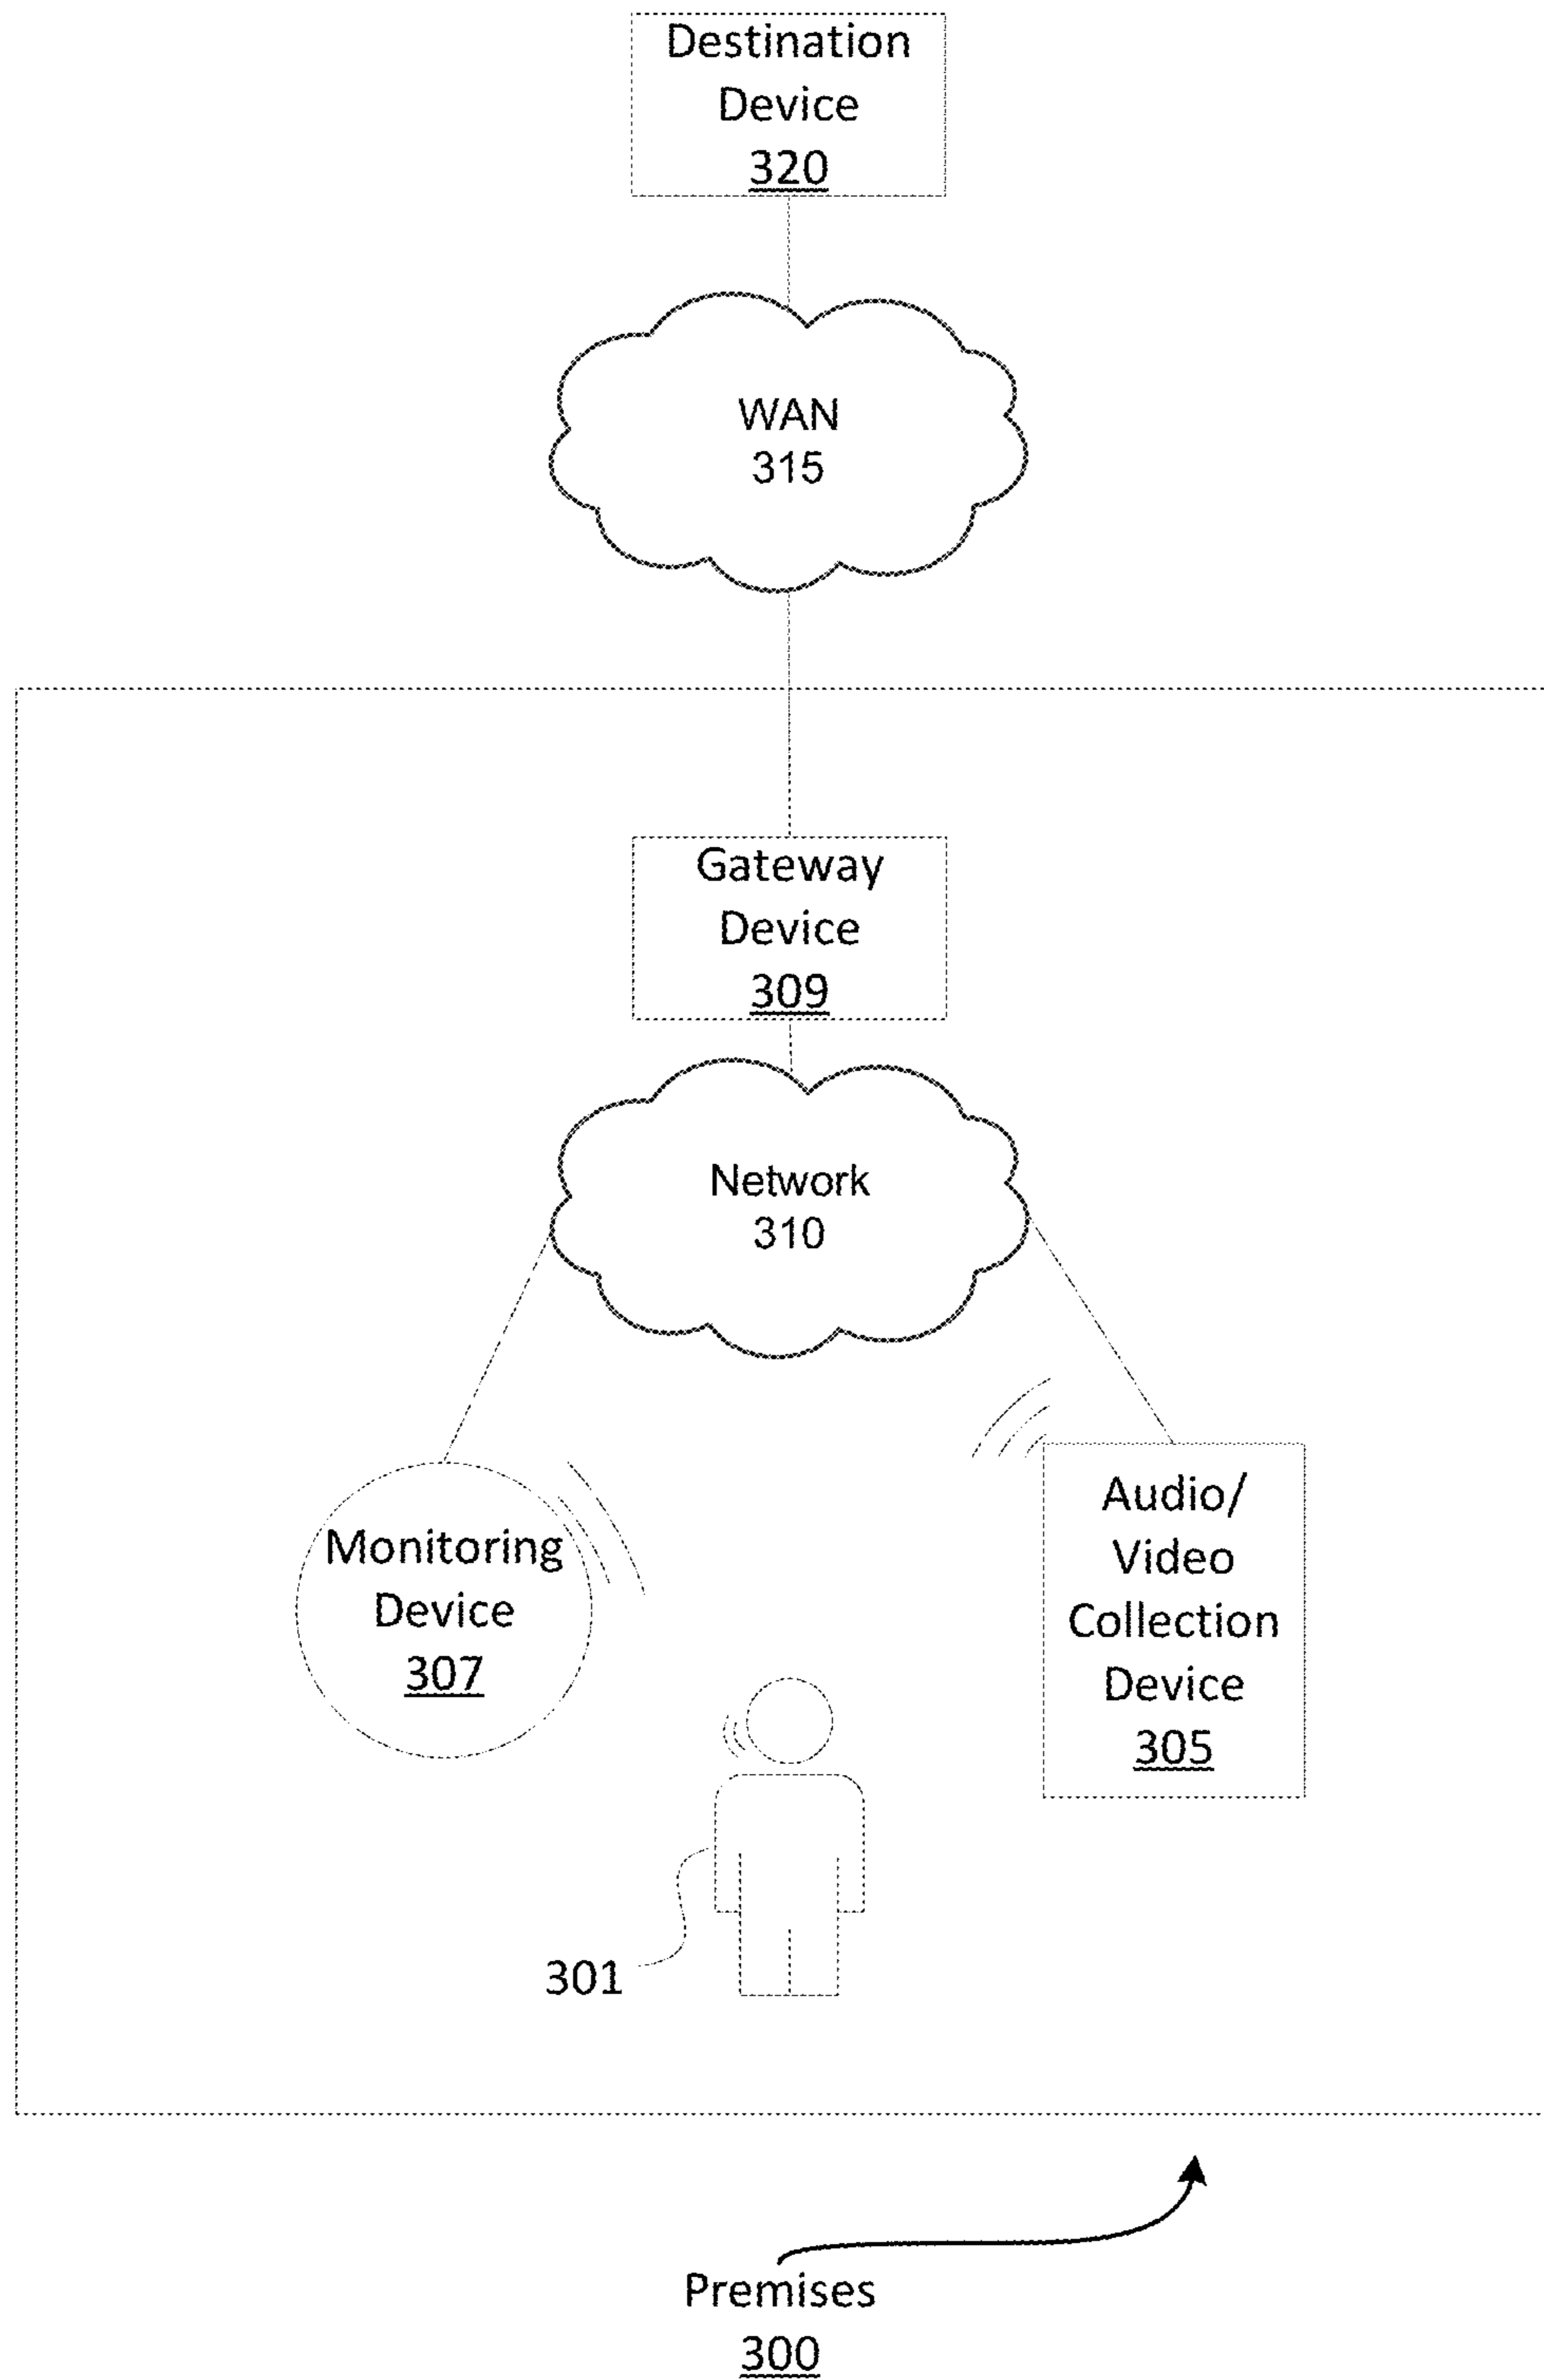 Destination
Device
320
WAN
315
Gateway
Device
309
Network
310
Monitoring
Device
307
Audio/
Video
Collection
Device
305
301
Premises
300